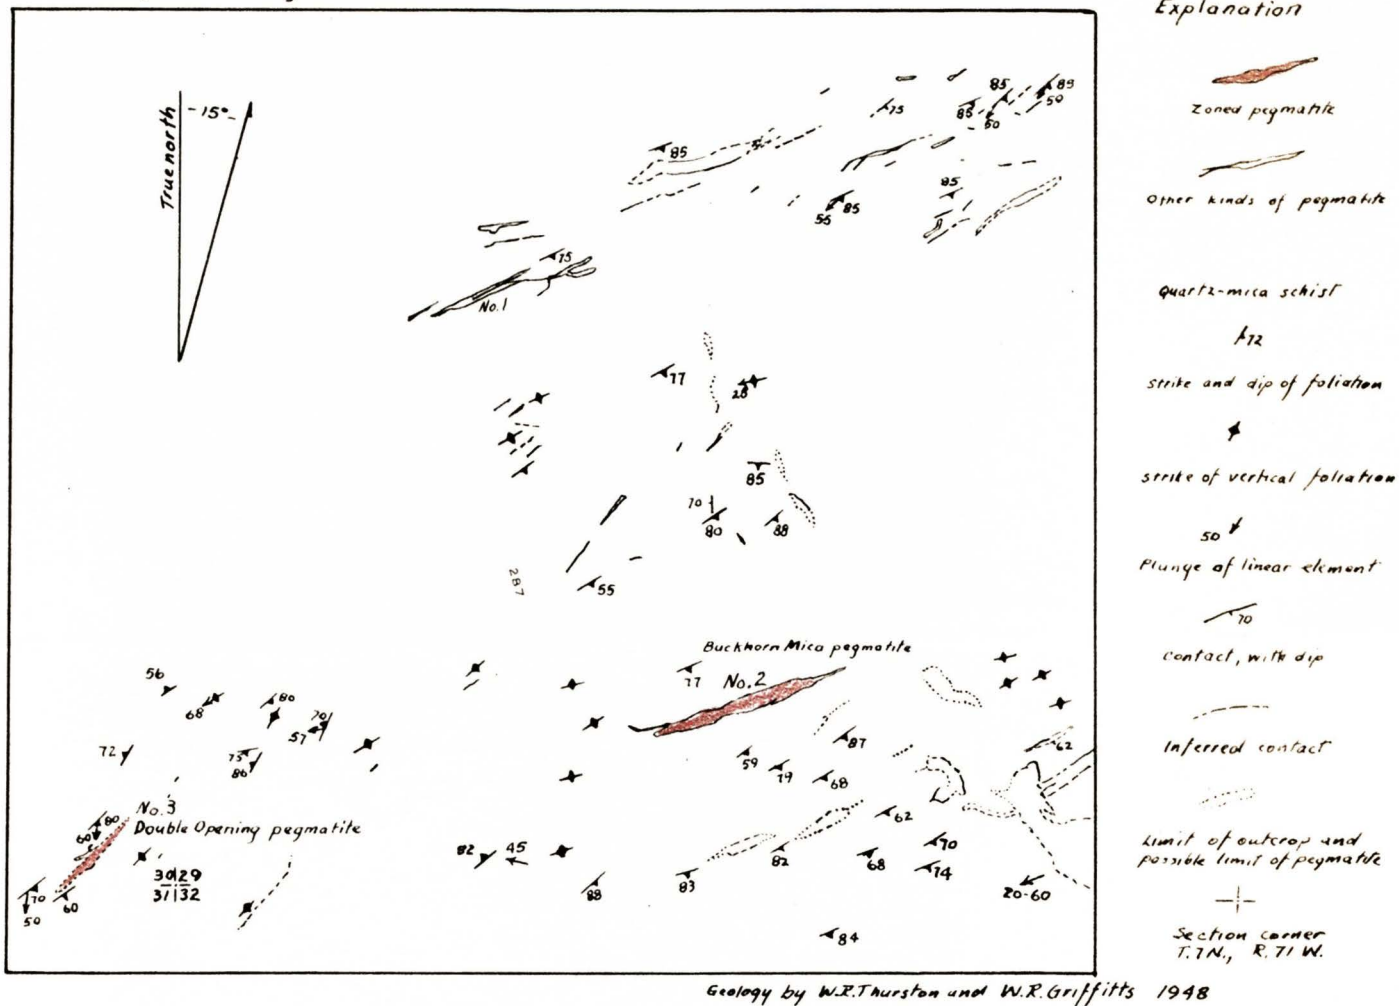 Explanation
Zoned pegmatite
Other kinds of pegmatite
Quartz-mica schist
72
strike and dip of foliation
strike of vertical foliation
50
Plunge of linear element
70
Contact, with dip
Inferred contact
Limit of outcrop and
possible limit of pegmatite
Section corner
T.7N., R.71 W.
True north
15°
85
75
85
85
50
89
50
85
55
85
75
No.1
77
28
85
70
80
88
55
287
Buckhorn Mica pegmatite
77
No.2
56
68
80
70
57
72
75
86
87
59
79
68
62
No.3
Double Opening pegmatite
80
60
62
82
45
82
68
70
74
30 29
31 32
88
83
20-60
70
50
60
84
Geology by W.R.Thurston and W.R.Griffitts 1948